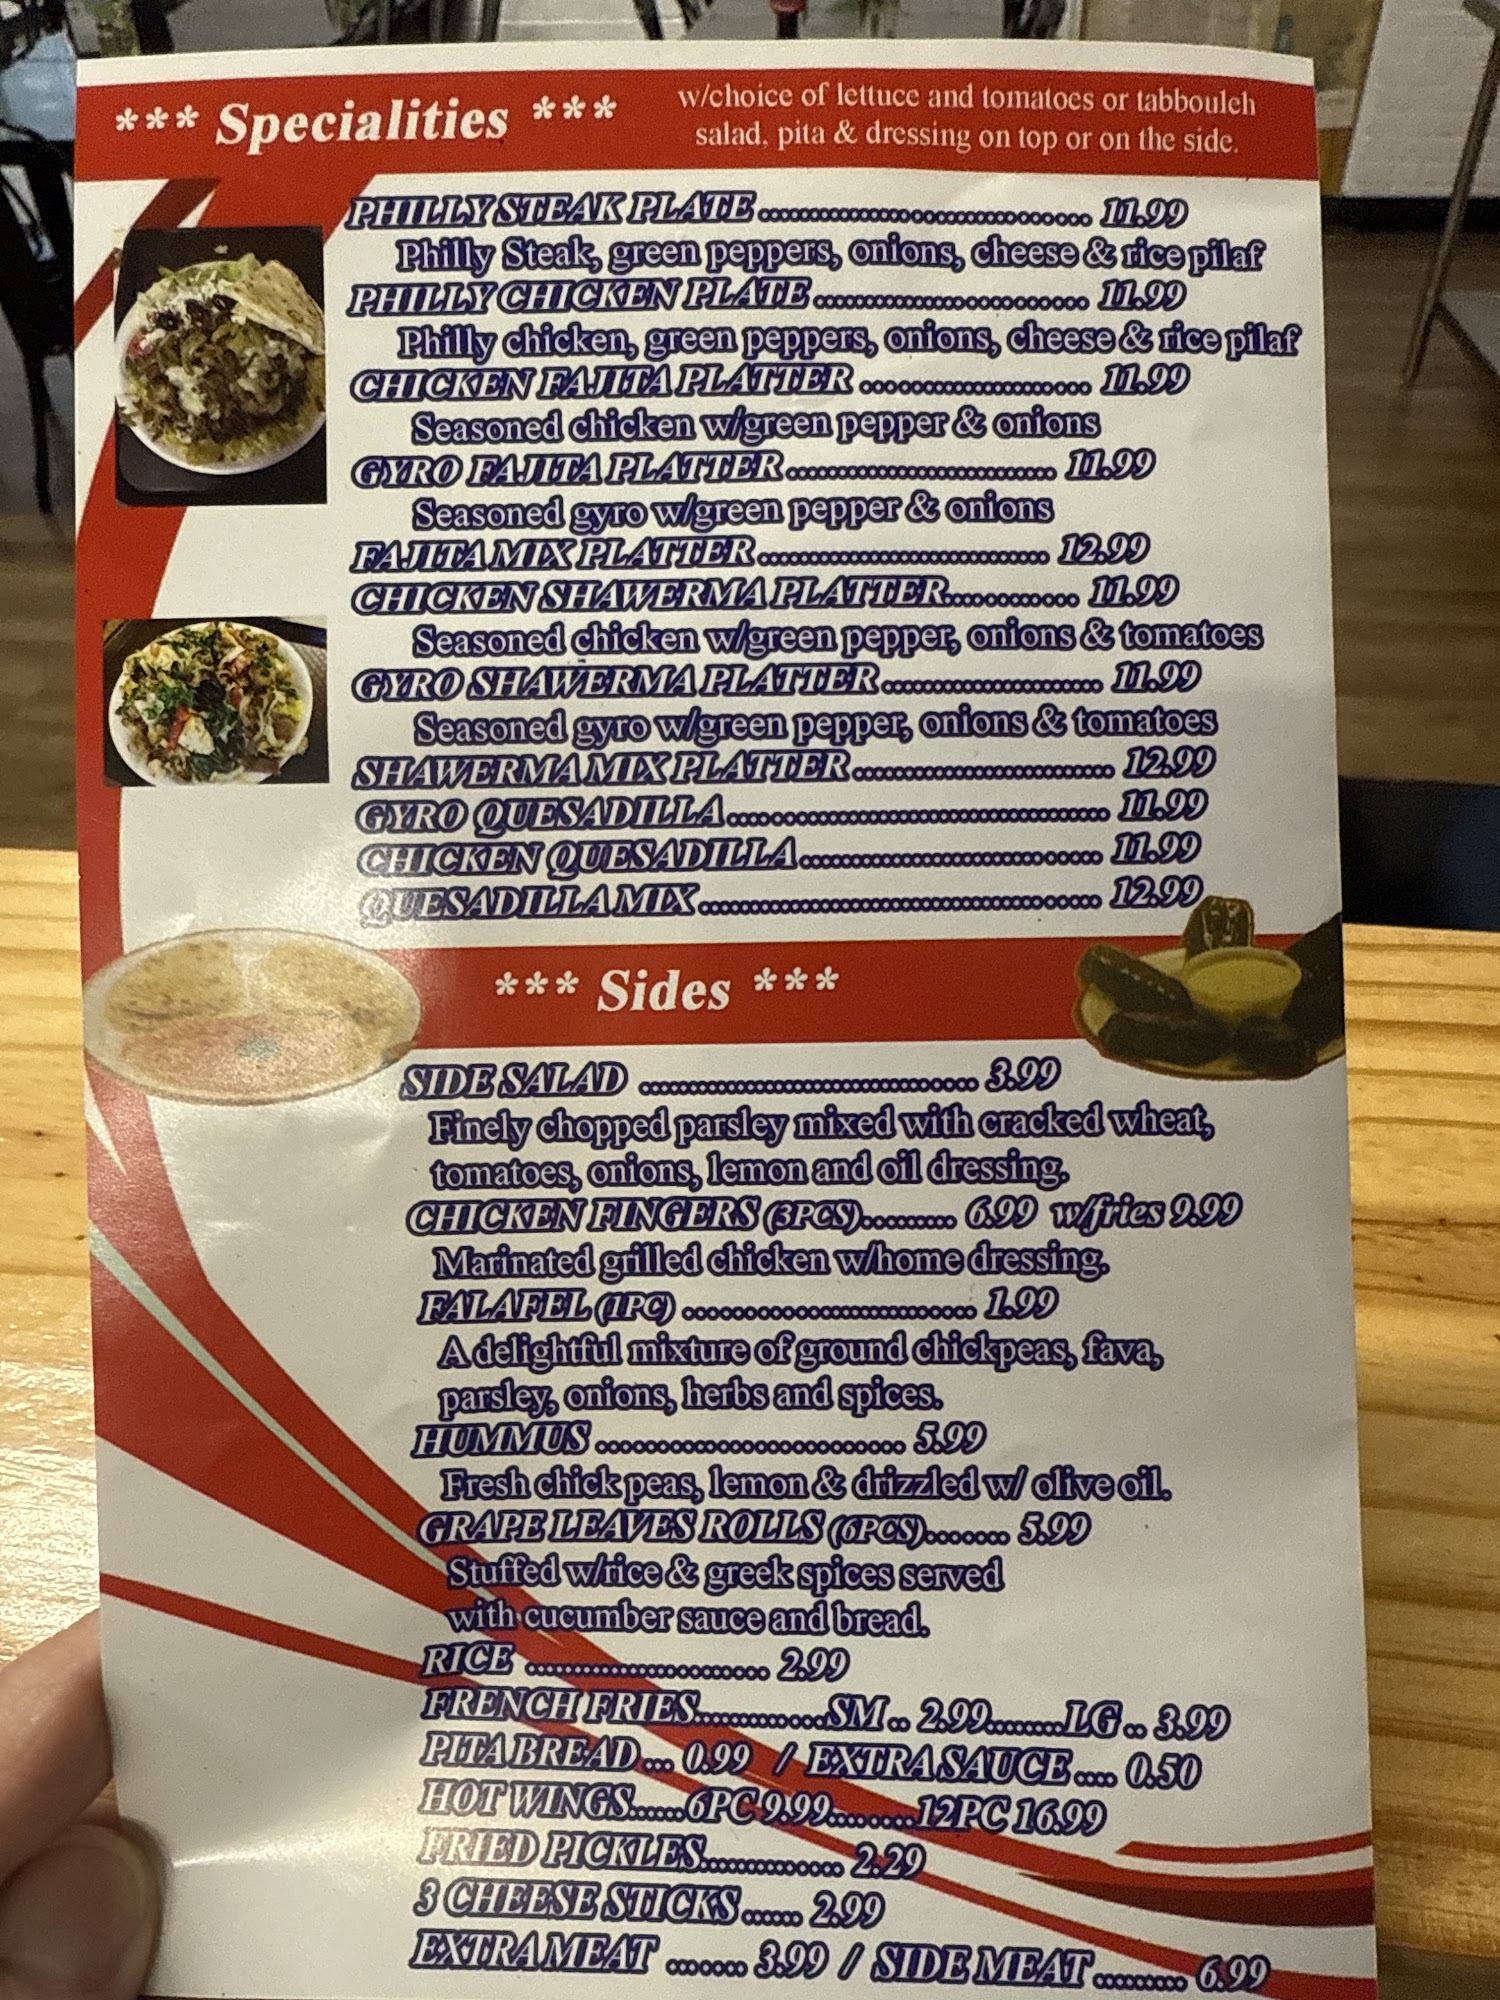 *** Specialities ***
w/choice of lettuce and tomatoes or tabbouleh
salad, pita & dressing on top or on the side.
PHILLY STEAK PLATE ........................................ 11.99
Philly Steak, green peppers, onions, cheese & rice pilaf
PHILLY CHICKEN PLATE ................................. 11.99
Philly chicken, green peppers, onions, cheese & rice pilaf
CHICKEN FAJITA PLATTER ............................ 11.99
Seasoned chicken w/green pepper & onions
GYRO FAJITA PLATTER ................................. 11.99
Seasoned gyro w/green pepper & onions
FAJITA MIX PLATTER ................................... 12.99
CHICKEN SHAWERMA PLATTER................ 11.99
Seasoned chicken w/green pepper, onions & tomatoes
GYRO SHAWERMA PLATTER .......................... 11.99
Seasoned gyro w/green pepper, onions & tomatoes
SHAWERMA MIX PLATTER ............................... 12.99
GYRO QUESADILLA .............................................. 11.99
CHICKEN QUESADILLA .................................... 11.99
QUESADILLA MIX ................................................ 12.99
*** Sides ***
SIDE SALAD ......................................... 3.99
Finely chopped parsley mixed with cracked wheat,
tomatoes, onions, lemon and oil dressing.
CHICKEN FINGERS (3PCS)........... 6.99 w/fries 9.99
Marinated grilled chicken w/home dressing.
FALAFEL (1PC) ................................... 1.99
A delightful mixture of ground chickpeas, fava,
parsley, onions, herbs and spices.
HUMMUS ..................................... 5.99
Fresh chick peas, lemon & drizzled w/ olive oil.
GRAPE LEAVES ROLLS (6PCS).......... 5.99
Stuffed w/rice & greek spices served
with cucumber sauce and bread.
RICE ............................. 2.99
FRENCH FRIES................SM .. 2.99.........LG .. 3.99
PITA BREAD ... 0.99 / EXTRA SAUCE .... 0.50
HOT WINGS......6PC 9.99.........12PC 16.99
FRIED PICKLES................ 2.29
3 CHEESE STICKS ....... 2.99
EXTRA MEAT ........ 3.99 / SIDE MEAT .......... 6.99